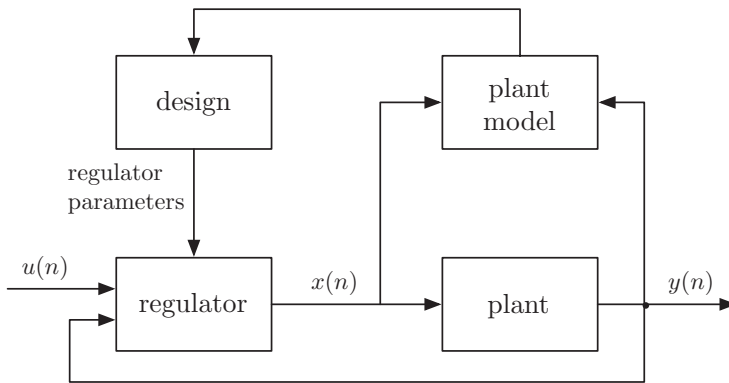 design
plant
model
regulator
parameters
u(n)
regulator
x(n)
plant
y(n)